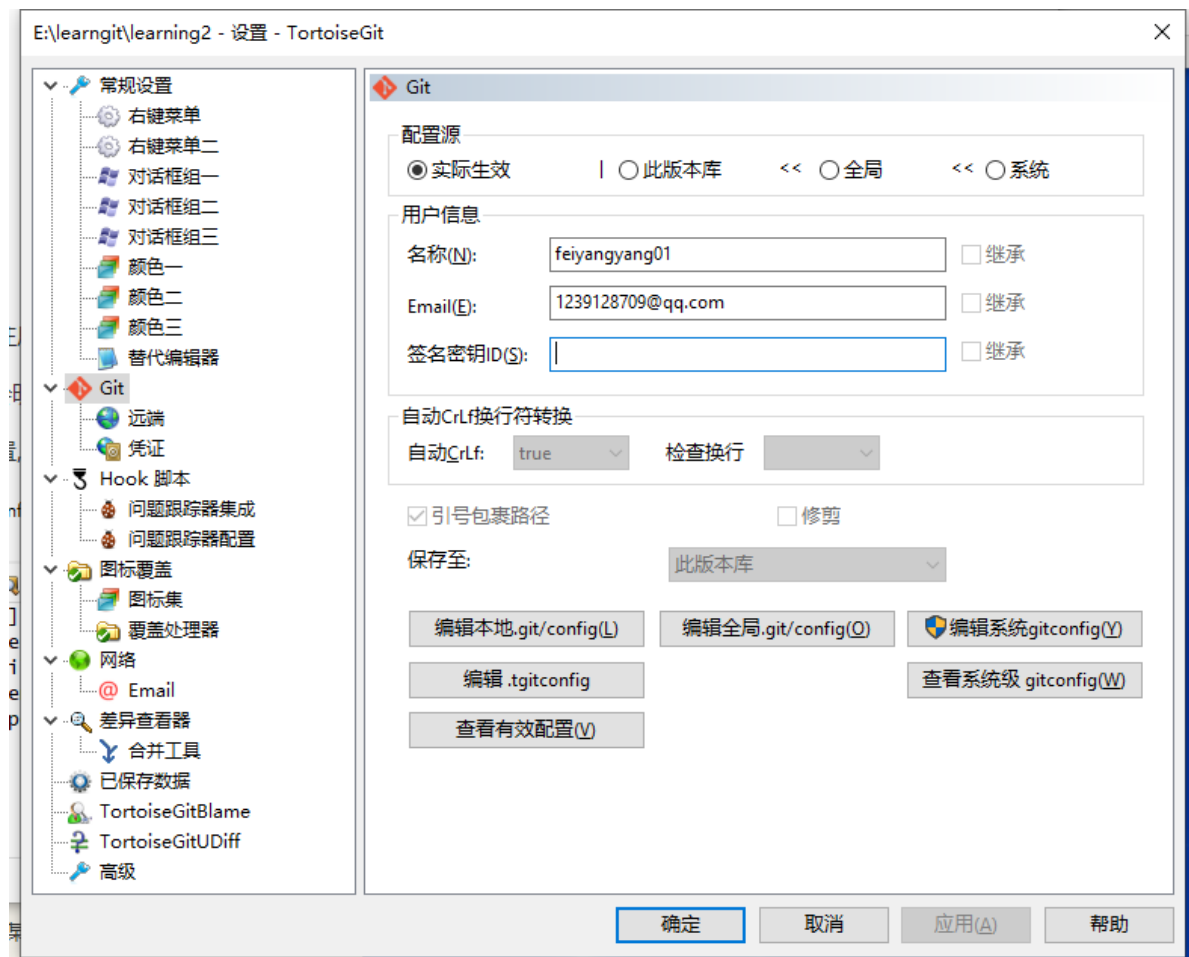 E:\learngit\learning2 - 设置 - TortoiseGit
常规设置
右键菜单
右键菜单二
对话框组一
对话框组二
对话框组三
颜色一
颜色二
颜色三
替代编辑器
Git
远端
凭证
Hook 脚本
问题跟踪器集成
问题跟踪器配置
图标覆盖
图标集
覆盖处理器
网络
Email
差异查看器
合并工具
已保存数据
TortoiseGitBlame
TortoiseGitUDiff
高级
Git
配置源
实际生效 | 此版本库 << 全局 << 系统
用户信息
名称(N): feiyangyang01 继承
Email(E): 1239128709@qq.com 继承
签名密钥ID(S): 继承
自动CrLf换行符转换
自动CrLf: true 检查换行
引号包裹路径 修剪
保存至: 此版本库
编辑本地.git/config(L) 编辑全局.git/config(O) 编辑系统gitconfig(Y)
编辑 .tgitconfig 查看系统级 gitconfig(W)
查看有效配置(V)
确定 取消 应用(A) 帮助